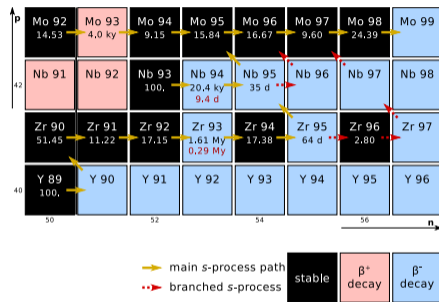 p
Mo 92 Mo 93 Mo 94 Mo 95 Mo 96 Mo 97 Mo 98 Mo 99
14.53 4.0 ky 9.15 15.84 16.67 9.60 24.39
42
Nb 91 Nb 92 Nb 93 Nb 94 Nb 95 Nb 96 Nb 97 Nb 98
100. 20.4 ky 35 d
9.4 d
Zr 90 Zr 91 Zr 92 Zr 93 Zr 94 Zr 95 Zr 96 Zr 97
51.45 11.22 17.15 1.61 My 17.38 64 d 2.80
0.29 My
40
Y 89 Y 90 Y 91 Y 92 Y 93 Y 94 Y 95 Y 96
100.
50 52 54 56 n
main s-process path
branched s-process
stable
β+ decay
β- decay